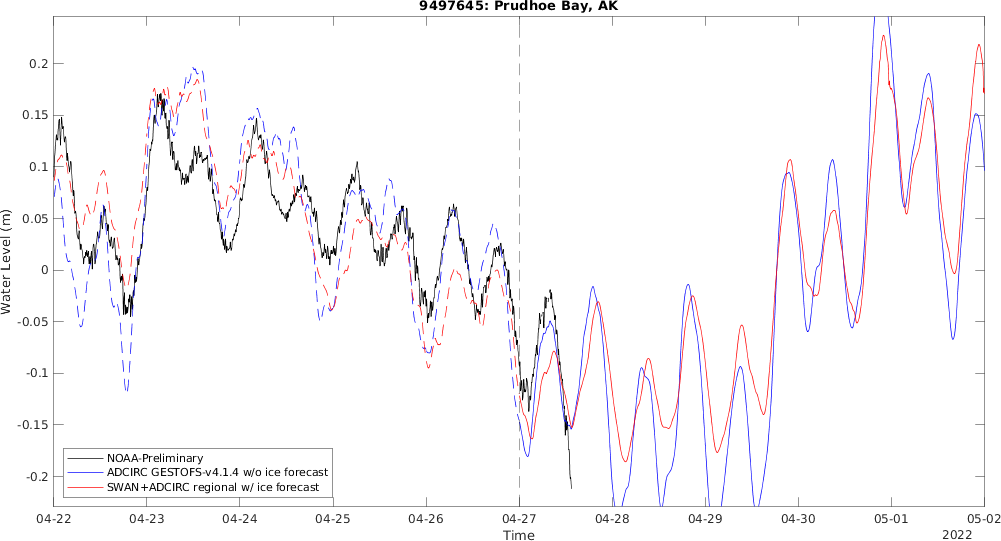 9497645: Prudhoe Bay, AK
Water Level (m)
0.2
0.15
0.1
0.05
0
-0.05
-0.1
-0.15
-0.2
NOAA-Preliminary
ADCIRC GESTOFS-v4.1.4 w/o ice forecast
SWAN+ADCIRC regional w/ ice forecast
04-22 04-23 04-24 04-25 04-26 04-27 04-28 04-29 04-30 05-01 05-02
Time
2022